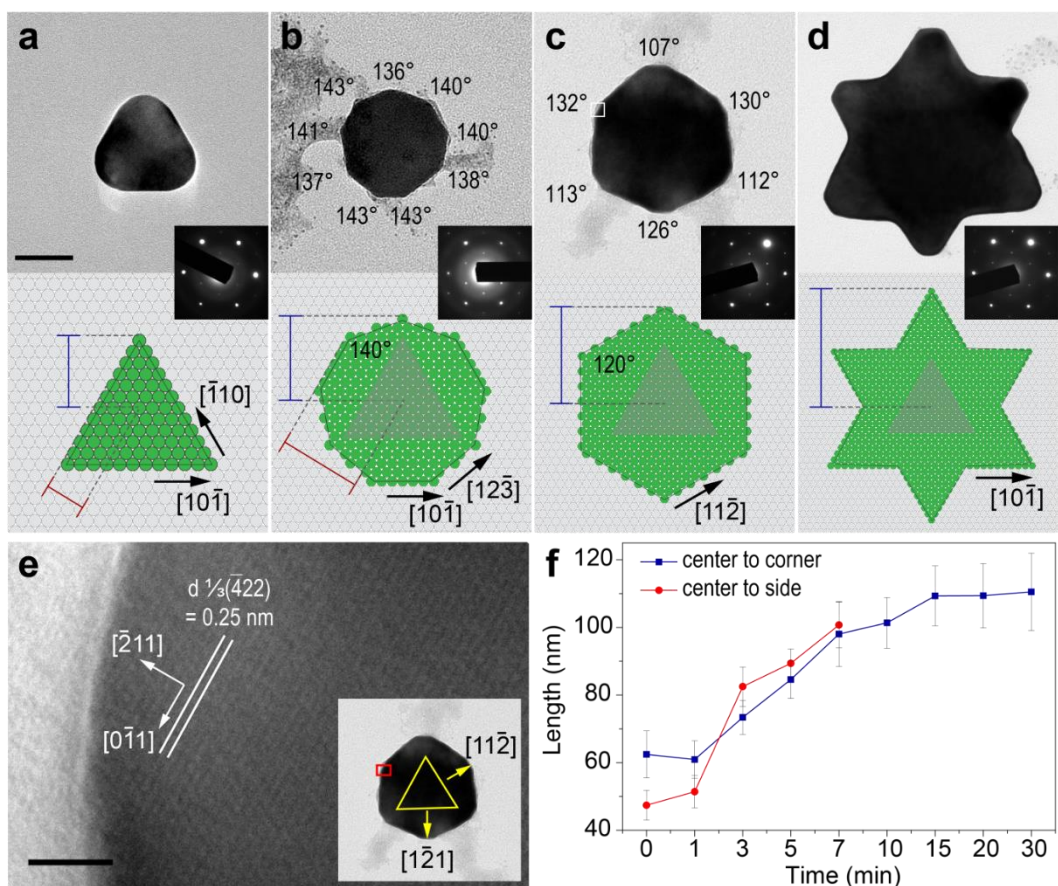 a
b
c
d
136°
143°
140°
141°
140°
137°
138°
143°
143°
107°
132°
130°
113°
112°
126°
[1̅10]
[101̅]
140°
[123̅]
[101̅]
120°
[112̅]
[101̅]
e
d ⅓(4̅22)
= 0.25 nm
[2̅11]
[01̅1]
[112̅]
[12̅1]
f
center to corner
center to side
Length (nm)
120
100
80
60
40
0 1 3 5 7 10 15 20 30
Time (min)